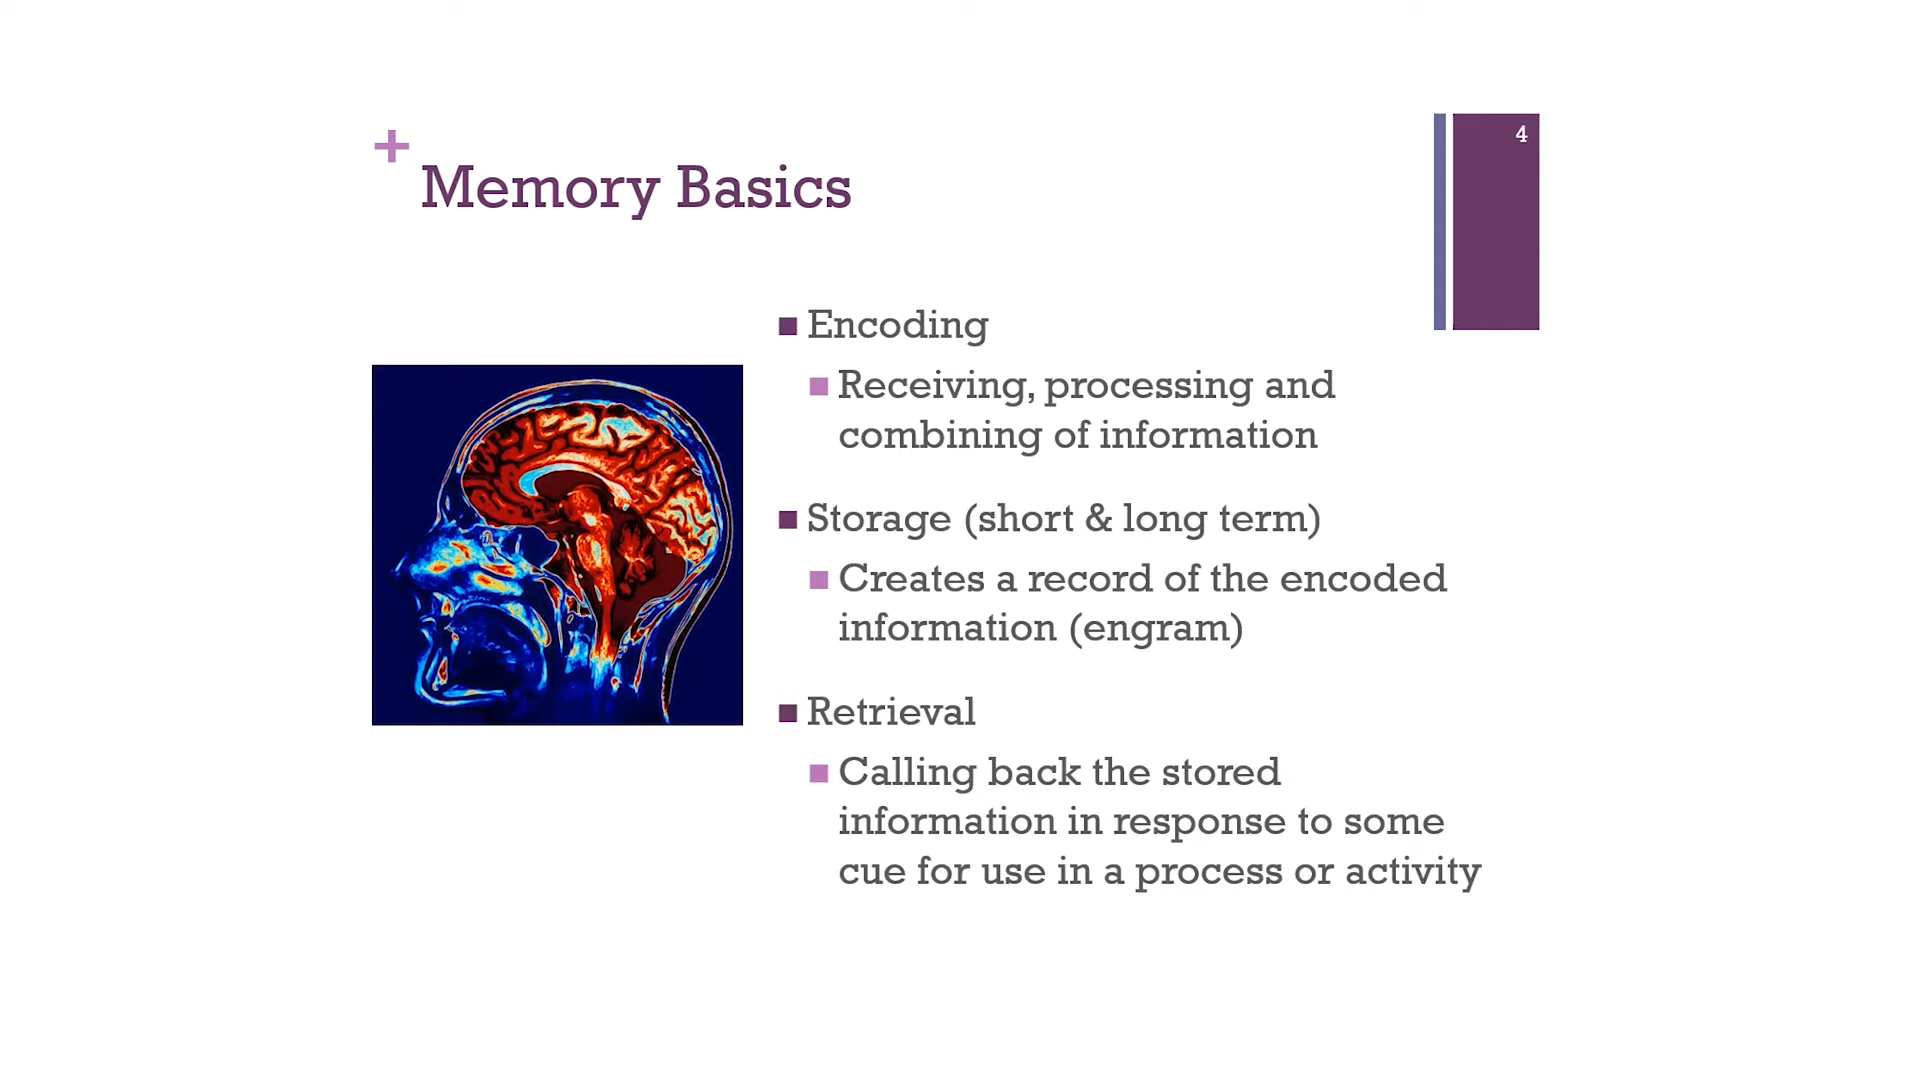 +
Memory Basics
4
Encoding
Receiving, processing and
combining of information
Storage (short & long term)
Creates a record of the encoded
information (engram)
Retrieval
Calling back the stored
information in response to some
cue for use in a process or activity